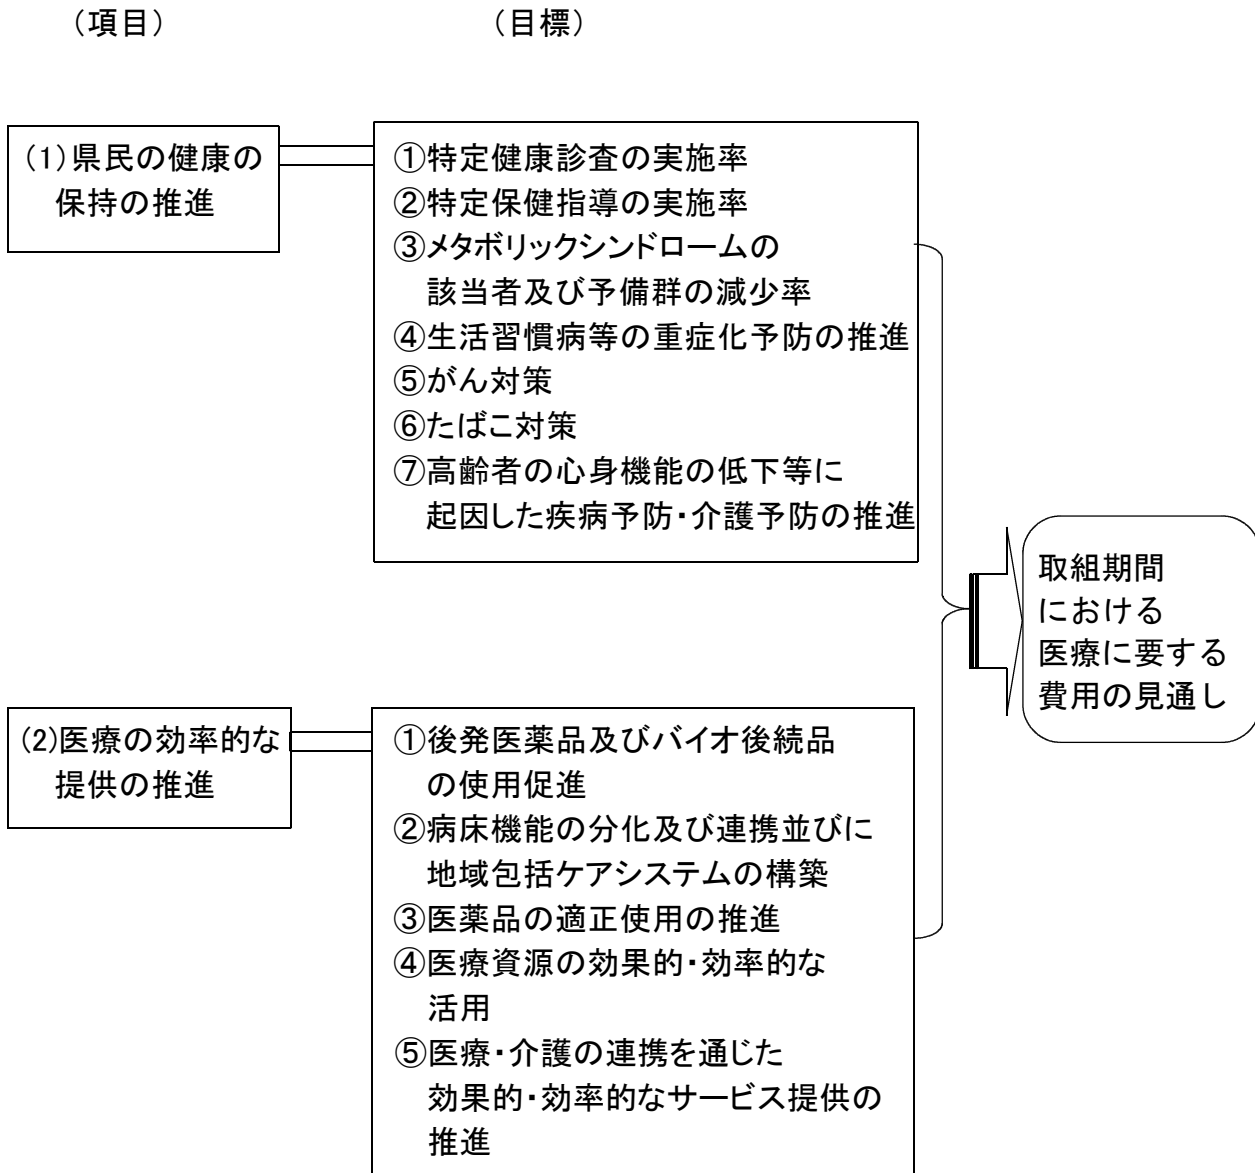 （項目）
（目標）
(1)県民の健康の
保持の推進
①特定健康診査の実施率
②特定保健指導の実施率
③メタボリックシンドロームの
該当者及び予備群の減少率
④生活習慣病等の重症化予防の推進
⑤がん対策
⑥たばこ対策
⑦高齢者の心身機能の低下等に
起因した疾病予防・介護予防の推進
(2)医療の効率的な
提供の推進
①後発医薬品及びバイオ後続品
の使用促進
②病床機能の分化及び連携並びに
地域包括ケアシステムの構築
③医薬品の適正使用の推進
④医療資源の効果的・効率的な
活用
⑤医療・介護の連携を通じた
効果的・効率的なサービス提供の
推進
取組期間
における
医療に要する
費用の見通し